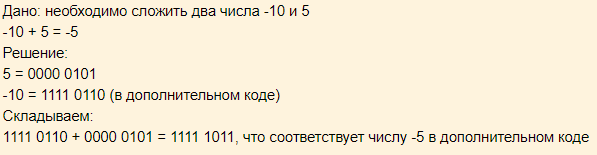 Дано: необходимо сложить два числа -10 и 5
-10 + 5 = -5
Решение:
5 = 0000 0101
-10 = 1111 0110 (в дополнительном коде)
Складываем:
1111 0110 + 0000 0101 = 1111 1011, что соответствует числу -5 в дополнительном коде